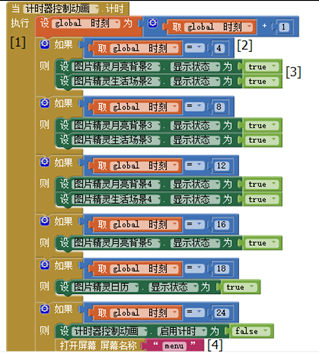 当 计时器控制动画 .计时
执行 设 global 时刻 为 取 global 时刻 + 1
[1]
如果 取 global 时刻 = 4 [2]
则 设 图片精灵月亮背景2 . 显示状态 为 true [3]
设 图片精灵生活场景2 . 显示状态 为 true
如果 取 global 时刻 = 8
则 设 图片精灵月亮背景3 . 显示状态 为 true
设 图片精灵生活场景3 . 显示状态 为 true
如果 取 global 时刻 = 12
则 设 图片精灵月亮背景4 . 显示状态 为 true
设 图片精灵生活场景4 . 显示状态 为 true
如果 取 global 时刻 = 16
则 设 图片精灵月亮背景5 . 显示状态 为 true
如果 取 global 时刻 = 18
则 设 图片精灵日历 . 显示状态 为 true
如果 取 global 时刻 = 24
则 设 计时器控制动画 . 启用计时 为 false
打开屏幕 屏幕名称 " menu " [4]